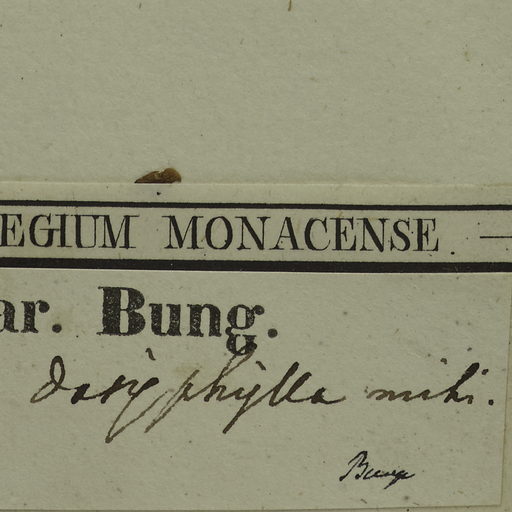 EGIUM MONACENSE. —
ar. Bung.
dasyphylla mihi.
Bunge